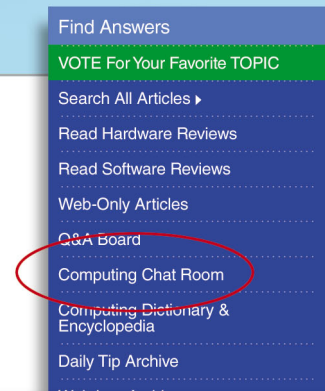 Find Answers
VOTE For Your Favorite TOPIC
Search All Articles
Read Hardware Reviews
Read Software Reviews
Web-Only Articles
Q&A Board
Computing Chat Room
Computing Dictionary &
Encyclopedia
Daily Tip Archive